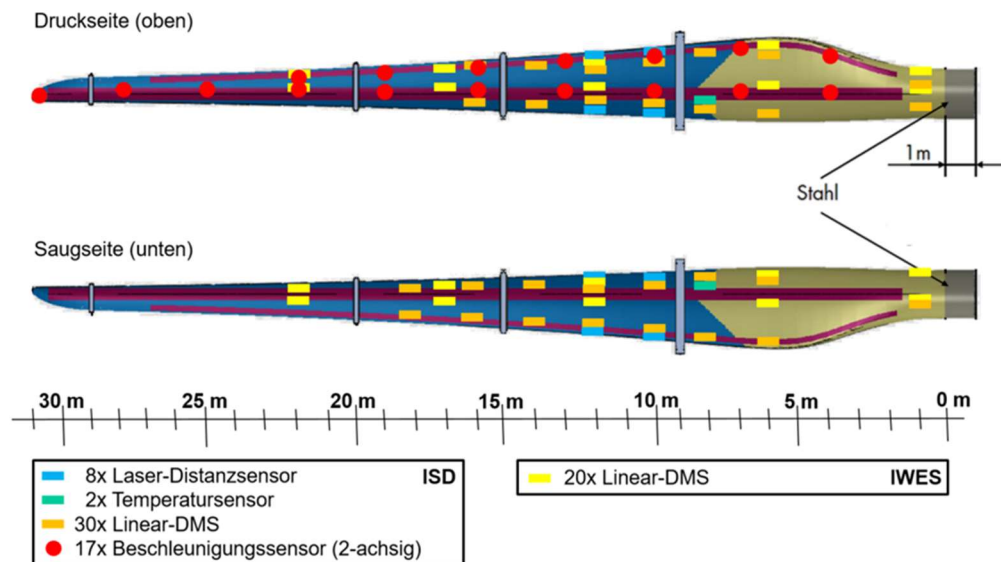 Druckseite (oben)
1m
Stahl
Saugseite (unten)
30 m 25 m 20 m 15 m 10 m 5 m 0 m
8x Laser-Distanzsensor ISD
2x Temperatursensor
30x Linear-DMS
17x Beschleunigungssensor (2-achsig)
20x Linear-DMS IWES